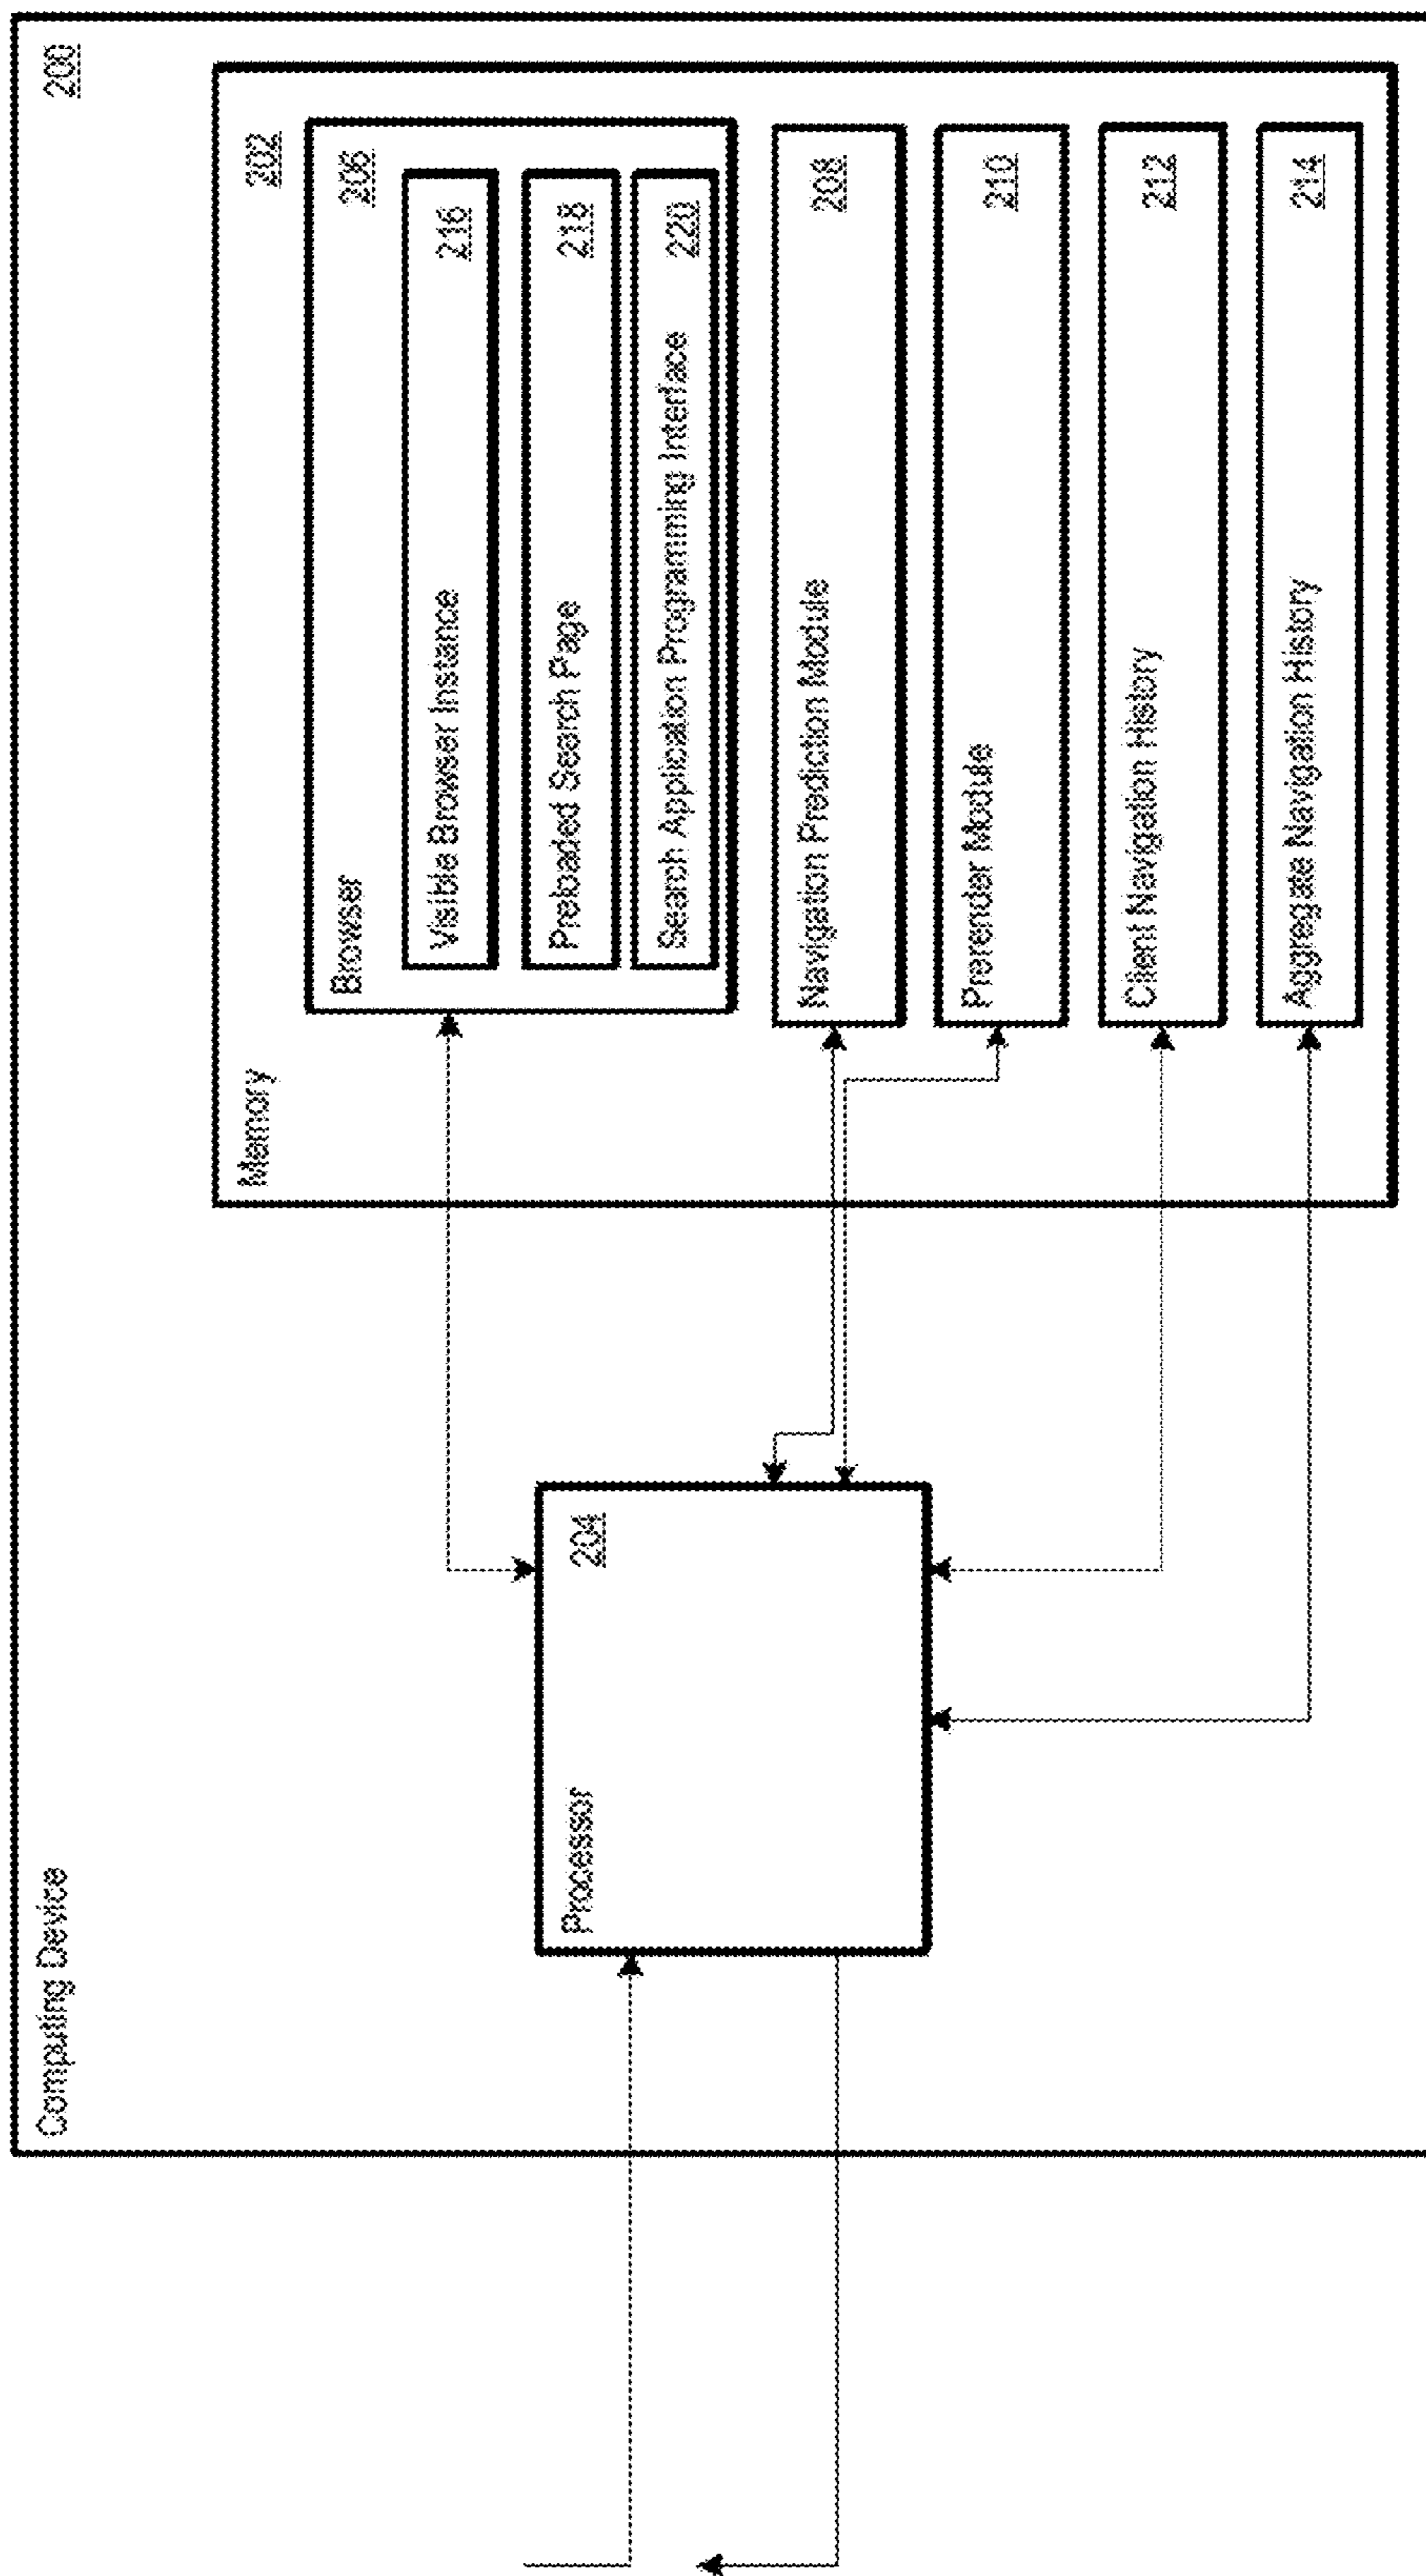 Computing Device 200
Memory 202
Browser 206
Visible Browser Instance 216
Preloaded Search Page 218
Search Application Programming Interface 220
Processor 204
Navigation Prediction Module 208
Prerender Module 210
Client Navigation History 212
Aggregate Navigation History 214